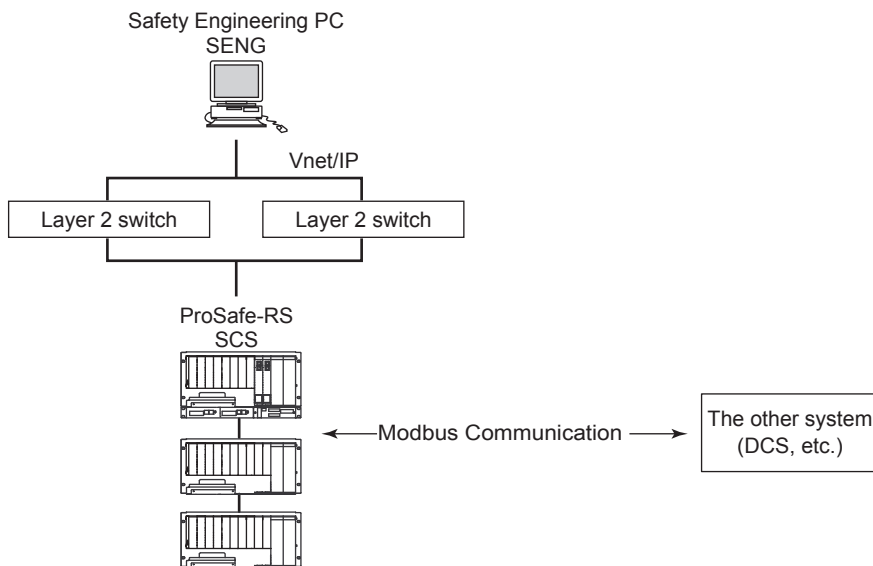 Safety Engineering PC
SENG
Vnet/IP
Layer 2 switch
Layer 2 switch
ProSafe-RS
SCS
Modbus Communication
The other system
(DCS, etc.)